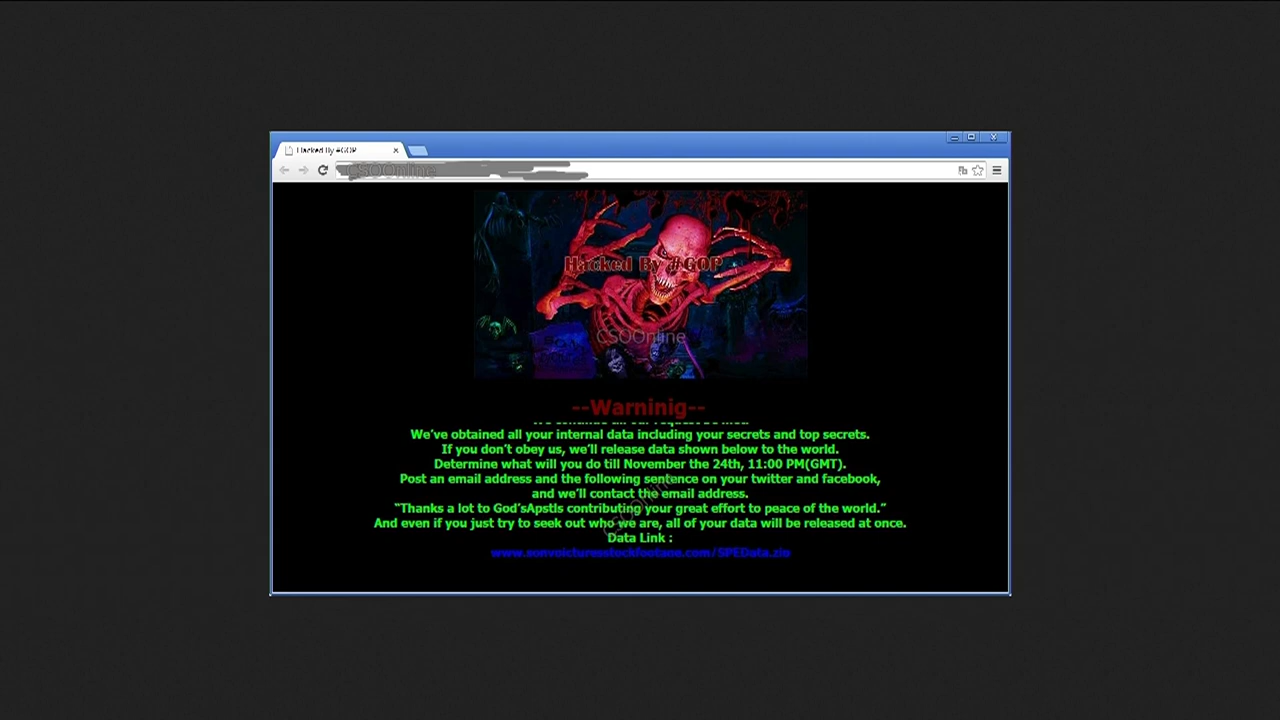 Hacked By #GOP
CSOOnline
Hacked By #GOP
CSOOnline
--Warninig--
We've obtained all your internal data including your secrets and top secrets.
If you don't obey us, we'll release data shown below to the world.
Determine what will you do till November the 24th, 11:00 PM(GMT).
Post an email address and the following sentence on your twitter and facebook,
and we'll contact the email address.
“Thanks a lot to God'sApstls contributing your great effort to peace of the world.”
And even if you just try to seek out who we are, all of your data will be released at once.
CSOOnline
Data Link :